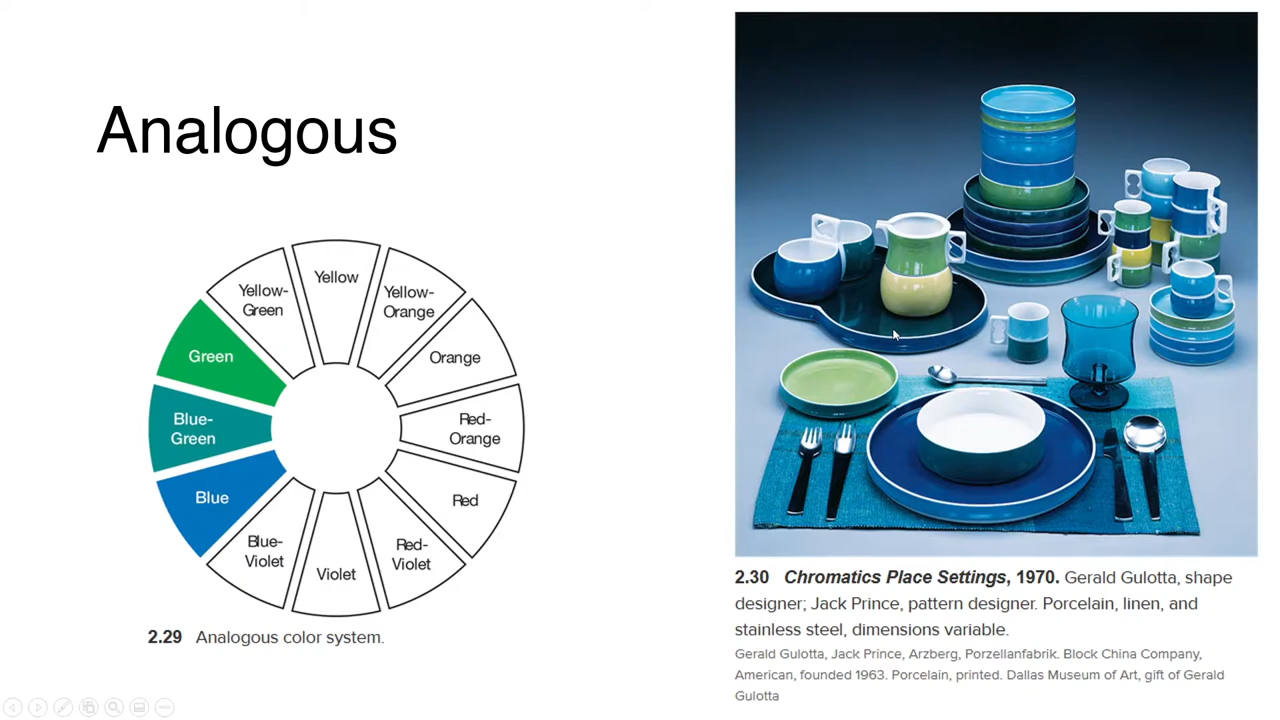 Analogous
Yellow
Yellow-
Orange
Orange
Red-
Orange
Red
Red-
Violet
Violet
Blue-
Violet
Blue
Blue-
Green
Green
Yellow-
Green
2.29 Analogous color system.
2.30 Chromatics Place Settings, 1970. Gerald Gulotta, shape
designer; Jack Prince, pattern designer. Porcelain, linen, and
stainless steel, dimensions variable.
Gerald Gulotta, Jack Prince, Arzberg, Porzellanfabrik. Block China Company,
American, founded 1963. Porcelain, printed. Dallas Museum of Art, gift of Gerald
Gulotta